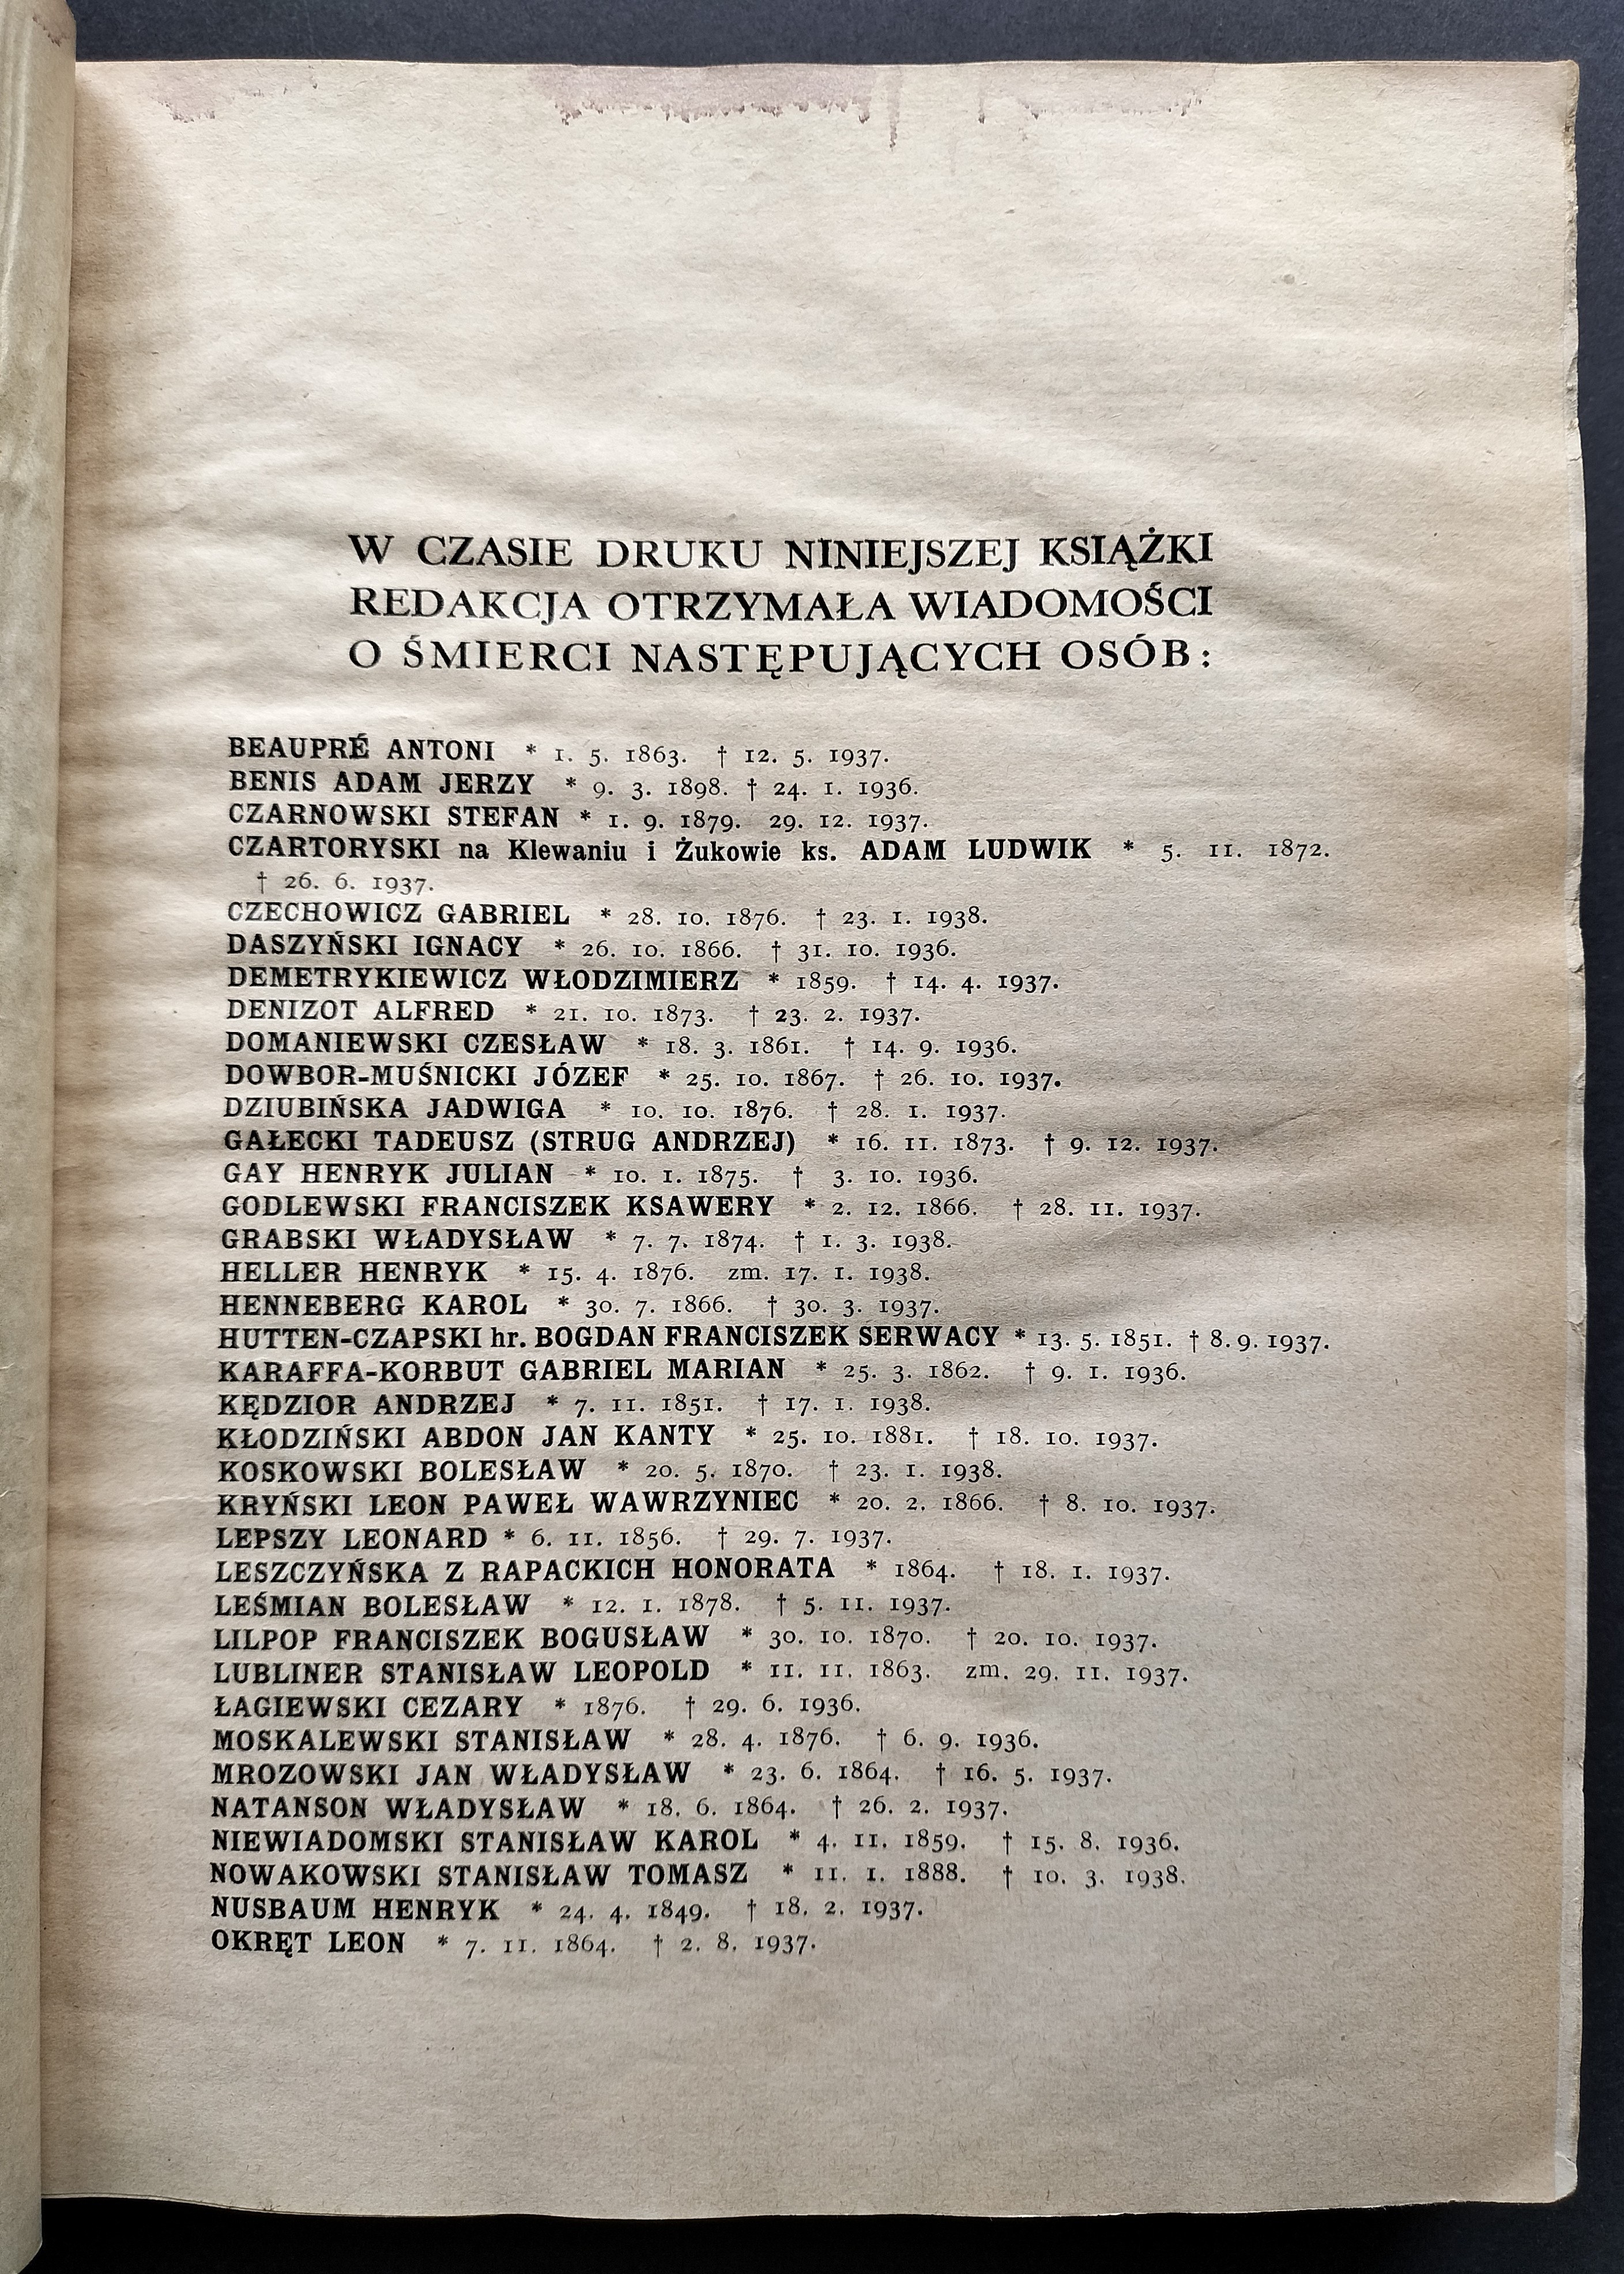 W CZASIE DRUKU NINIEJSZEJ KSIĄŻKI
REDAKCJA OTRZYMAŁA WIADOMOŚCI
O ŚMIERCI NASTĘPUJĄCYCH OSÓB:
BEAUPRÉ ANTONI * 1. 5. 1863. † 12. 5. 1937.
BENIS ADAM JERZY * 9. 3. 1898. † 24. 1. 1936.
CZARNOWSKI STEFAN * 1. 9. 1879. 29. 12. 1937.
CZARTORYSKI na Klewaniu i Żukowie ks. ADAM LUDWIK * 5. 11. 1872.
† 26. 6. 1937.
CZECHOWICZ GABRIEL * 28. 10. 1876. † 23. 1. 1938.
DASZYŃSKI IGNACY * 26. 10. 1866. † 31. 10. 1936.
DEMETRYKIEWICZ WŁODZIMIERZ * 1859. † 14. 4. 1937.
DENIZOT ALFRED * 21. 10. 1873. † 23. 2. 1937.
DOMANIEWSKI CZESŁAW * 18. 3. 1861. † 14. 9. 1936.
DOWBOR-MUŚNICKI JÓZEF * 25. 10. 1867. † 26. 10. 1937.
DZIUBIŃSKA JADWIGA * 10. 10. 1876. † 28. 1. 1937.
GAŁECKI TADEUSZ (STRUG ANDRZEJ) * 16. 11. 1873. † 9. 12. 1937.
GAY HENRYK JULIAN * 10. 1. 1875. † 3. 10. 1936.
GODLEWSKI FRANCISZEK KSAWERY * 2. 12. 1866. † 28. 11. 1937.
GRABSKI WŁADYSŁAW * 7. 7. 1874. † 1. 3. 1938.
HELLER HENRYK * 15. 4. 1876. zm. 17. 1. 1938.
HENNEBERG KAROL * 30. 7. 1866. † 30. 3. 1937.
HUTTEN-CZAPSKI hr. BOGDAN FRANCISZEK SERWACY * 13. 5. 1851. † 8. 9. 1937.
KARAFFA-KORBUT GABRIEL MARIAN * 25. 3. 1862. † 9. 1. 1936.
KĘDZIOR ANDRZEJ * 7. 11. 1851. † 17. 1. 1938.
KŁODZIŃSKI ABDON JAN KANTY * 25. 10. 1881. † 18. 10. 1937.
KOSKOWSKI BOLESŁAW * 20. 5. 1870. † 23. 1. 1938.
KRYŃSKI LEON PAWEŁ WAWRZYNIEC * 20. 2. 1866. † 8. 10. 1937.
LEPSZY LEONARD * 6. 11. 1856. † 29. 7. 1937.
LESZCZYŃSKA Z RAPACKICH HONORATA * 1864. † 18. 1. 1937.
LEŚMIAN BOLESŁAW * 12. 1. 1878. † 5. 11. 1937.
LILPOP FRANCISZEK BOGUSŁAW * 30. 10. 1870. † 20. 10. 1937.
LUBLINER STANISŁAW LEOPOLD * 11. 11. 1863. zm. 29. 11. 1937.
ŁAGIEWSKI CEZARY * 1876. † 29. 6. 1936.
MOSKALEWSKI STANISŁAW * 28. 4. 1876. † 6. 9. 1936.
MROZOWSKI JAN WŁADYSŁAW * 23. 6. 1864. † 16. 5. 1937.
NATANSON WŁADYSŁAW * 18. 6. 1864. † 26. 2. 1937.
NIEWIADOMSKI STANISŁAW KAROL * 4. 11. 1859. † 15. 8. 1936.
NOWAKOWSKI STANISŁAW TOMASZ * 11. 1. 1888. † 10. 3. 1938.
NUSBAUM HENRYK * 24. 4. 1849. † 18. 2. 1937.
OKRĘT LEON * 7. 11. 1864. † 2. 8. 1937.